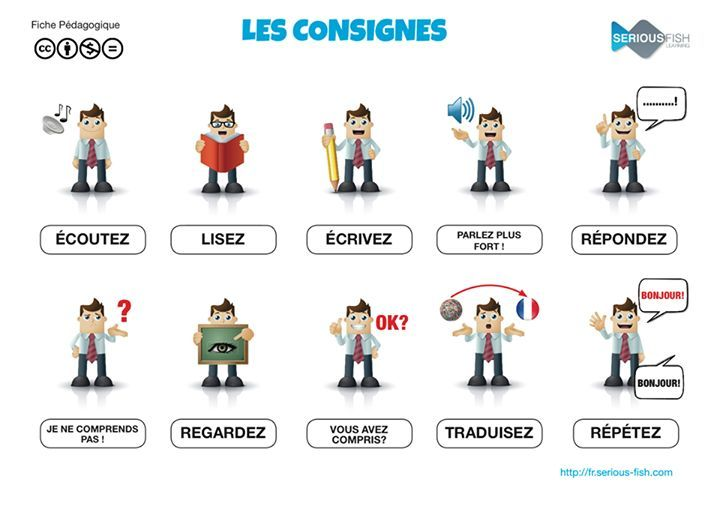 Fiche Pédagogique
LES CONSIGNES
SERIOUSFISH
LEARNING
cc $ =
..........!
ÉCOUTEZ
LISEZ
ÉCRIVEZ
PARLEZ PLUS
FORT !
RÉPONDEZ
?
OK?
BONJOUR!
BONJOUR!
JE NE COMPRENDS
PAS !
REGARDEZ
VOUS AVEZ
COMPRIS?
TRADUISEZ
RÉPÉTEZ
http://fr.serious-fish.com